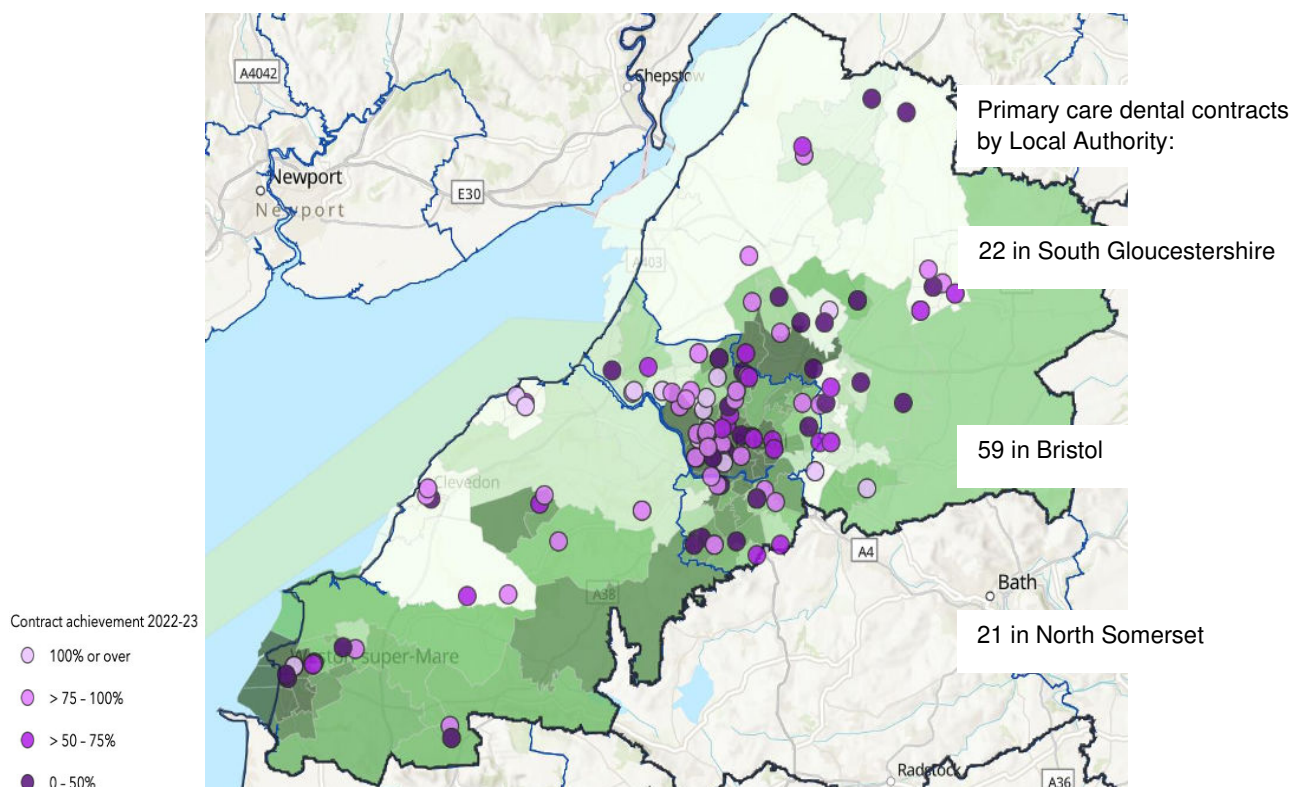 A4042
Chepstow
Newport
Newport
E30
A403
Primary care dental contracts
by Local Authority:
22 in South Gloucestershire
59 in Bristol
21 in North Somerset
Clevedon
A4
Bath
A38
Weston-super-Mare
Radstock
A36
Contract achievement 2022-23
100% or over
> 75 - 100%
> 50 - 75%
0 - 50%